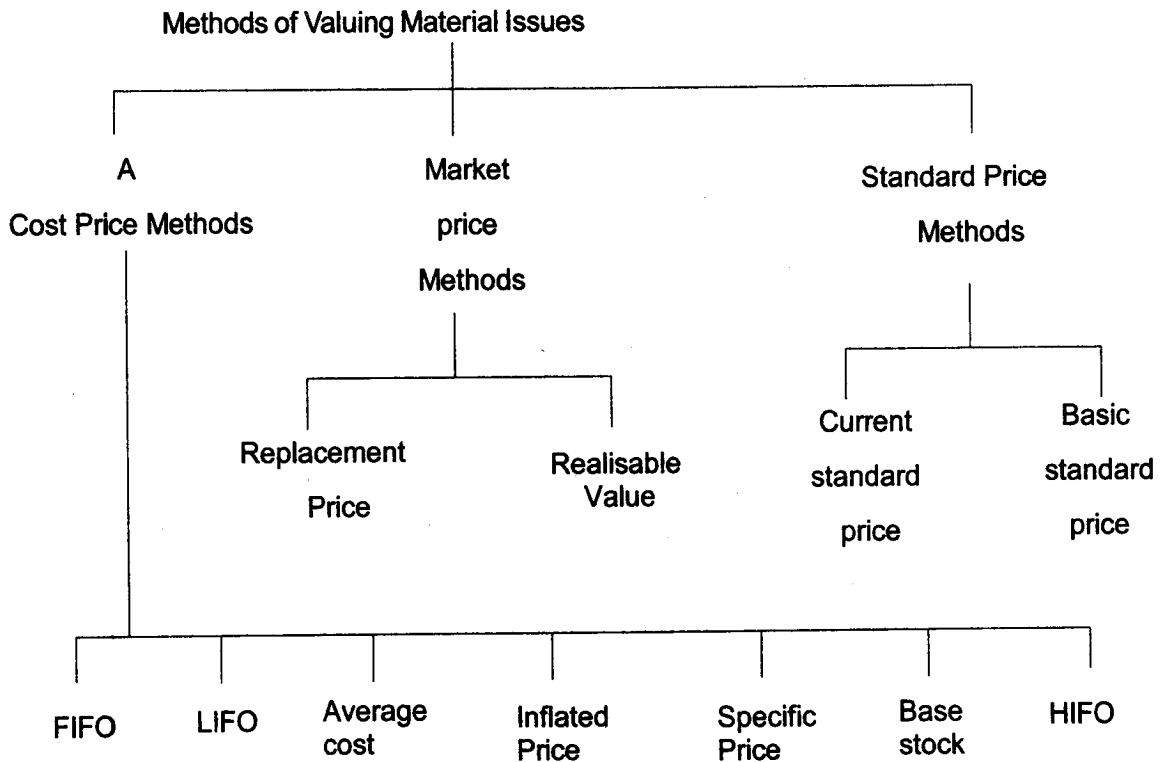 Methods of Valuing Material Issues
A
Cost Price Methods
Market
price
Methods
Standard Price
Methods
Replacement
Price
Realisable
Value
Current
standard
price
Basic
standard
price
FIFO
LIFO
Average
cost
Inflated
Price
Specific
Price
Base
stock
HIFO